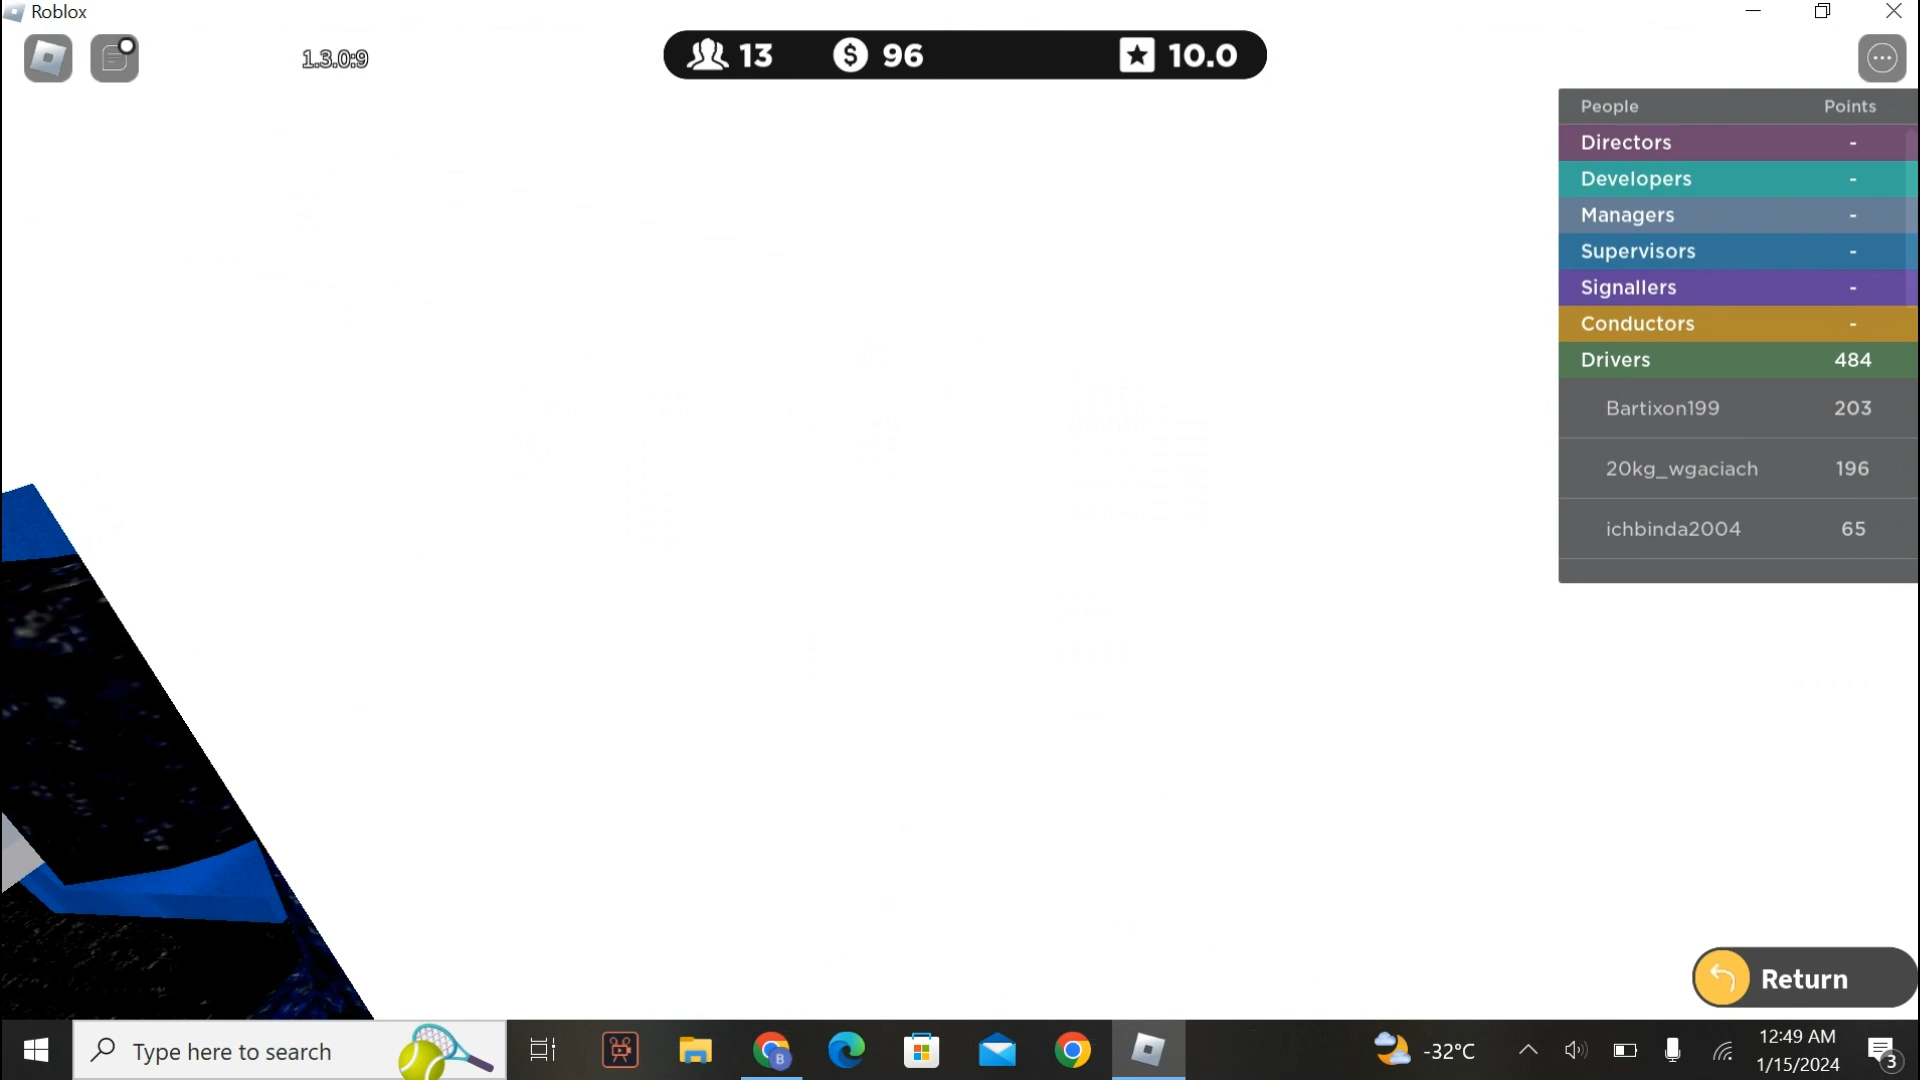 Roblox
1.3.0:9
13 96 10.0
People Points
Directors -
Developers -
Managers -
Supervisors -
Signallers -
Conductors -
Drivers 484
Bartixon199 203
20kg_wgaciach 196
ichbinda2004 65
Return
Type here to search
B
-32°C
12:49 AM
1/15/2024
3